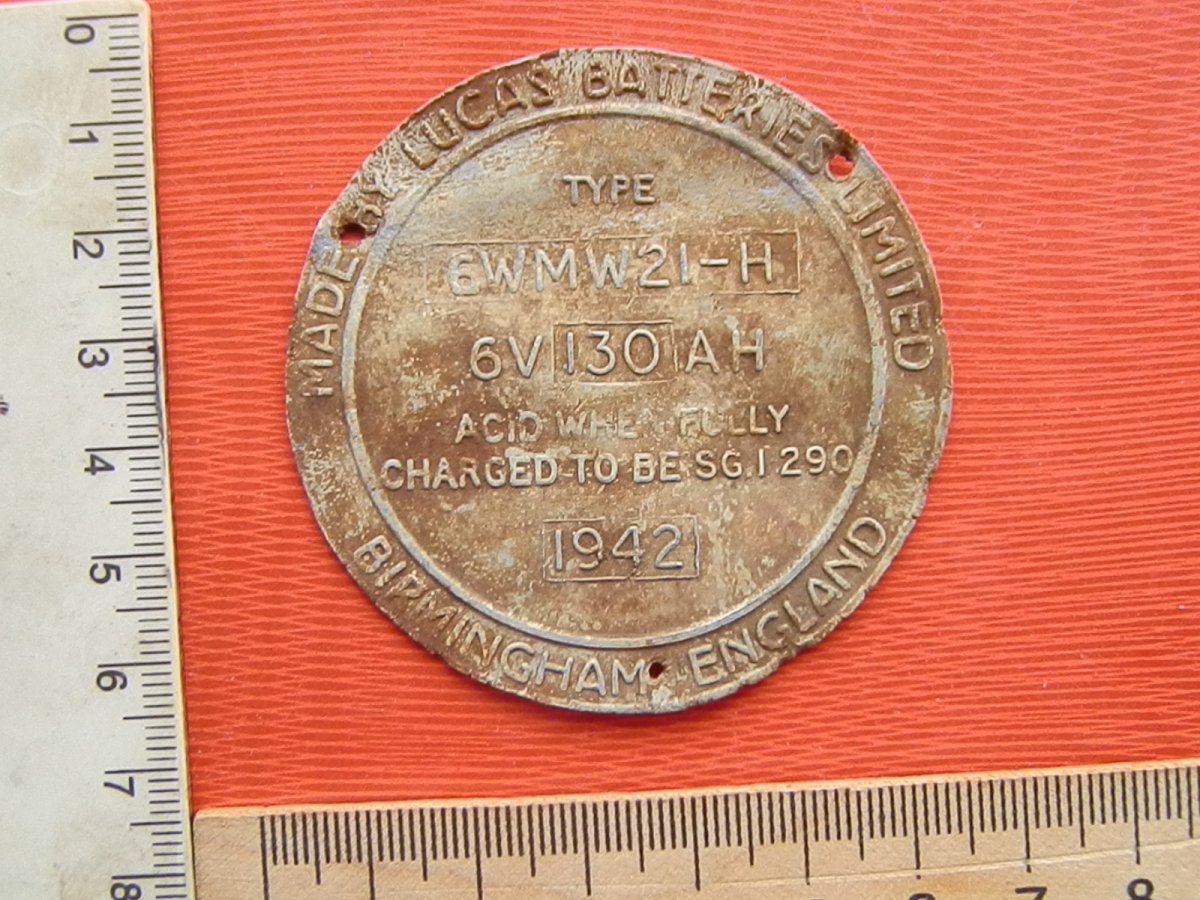 MADE BY LUCAS BATTERIES LIMITED
TYPE
6WMW21-H
6V 130 AH
ACID WHEN FULLY
CHARGED TO BE SG.1290
1942
BIRMINGHAM ENGLAND
0
1
2
3
4
5
6
7
8
6
7
8